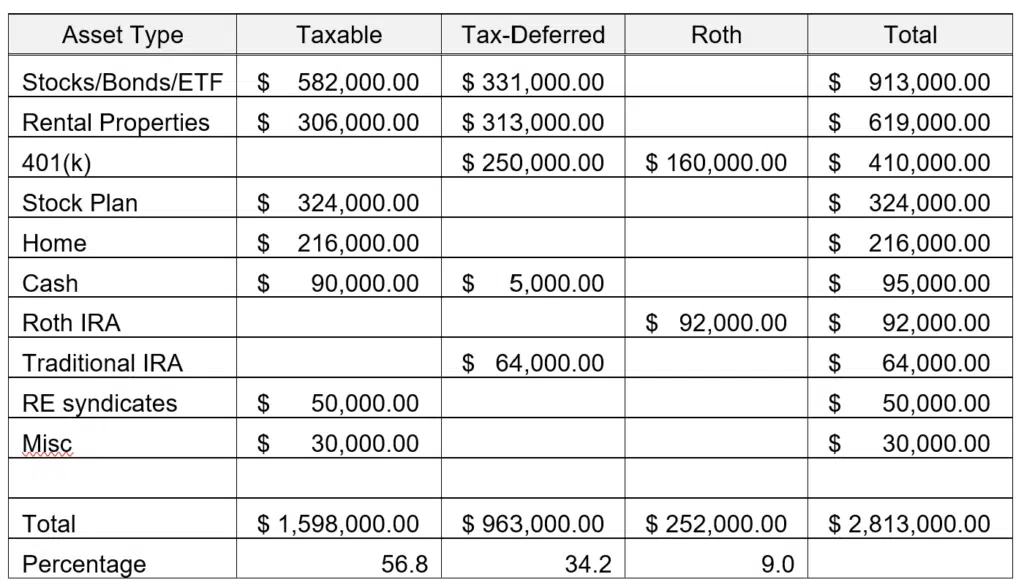 Asset Type Taxable Tax-Deferred Roth Total
Stocks/Bonds/ETF $ 582,000.00 $ 331,000.00 $ 913,000.00
Rental Properties $ 306,000.00 $ 313,000.00 $ 619,000.00
401(k) $ 250,000.00 $ 160,000.00 $ 410,000.00
Stock Plan $ 324,000.00 $ 324,000.00
Home $ 216,000.00 $ 216,000.00
Cash $ 90,000.00 $ 5,000.00 $ 95,000.00
Roth IRA $ 92,000.00 $ 92,000.00
Traditional IRA $ 64,000.00 $ 64,000.00
RE syndicates $ 50,000.00 $ 50,000.00
Misc $ 30,000.00 $ 30,000.00
Total $ 1,598,000.00 $ 963,000.00 $ 252,000.00 $ 2,813,000.00
Percentage 56.8 34.2 9.0